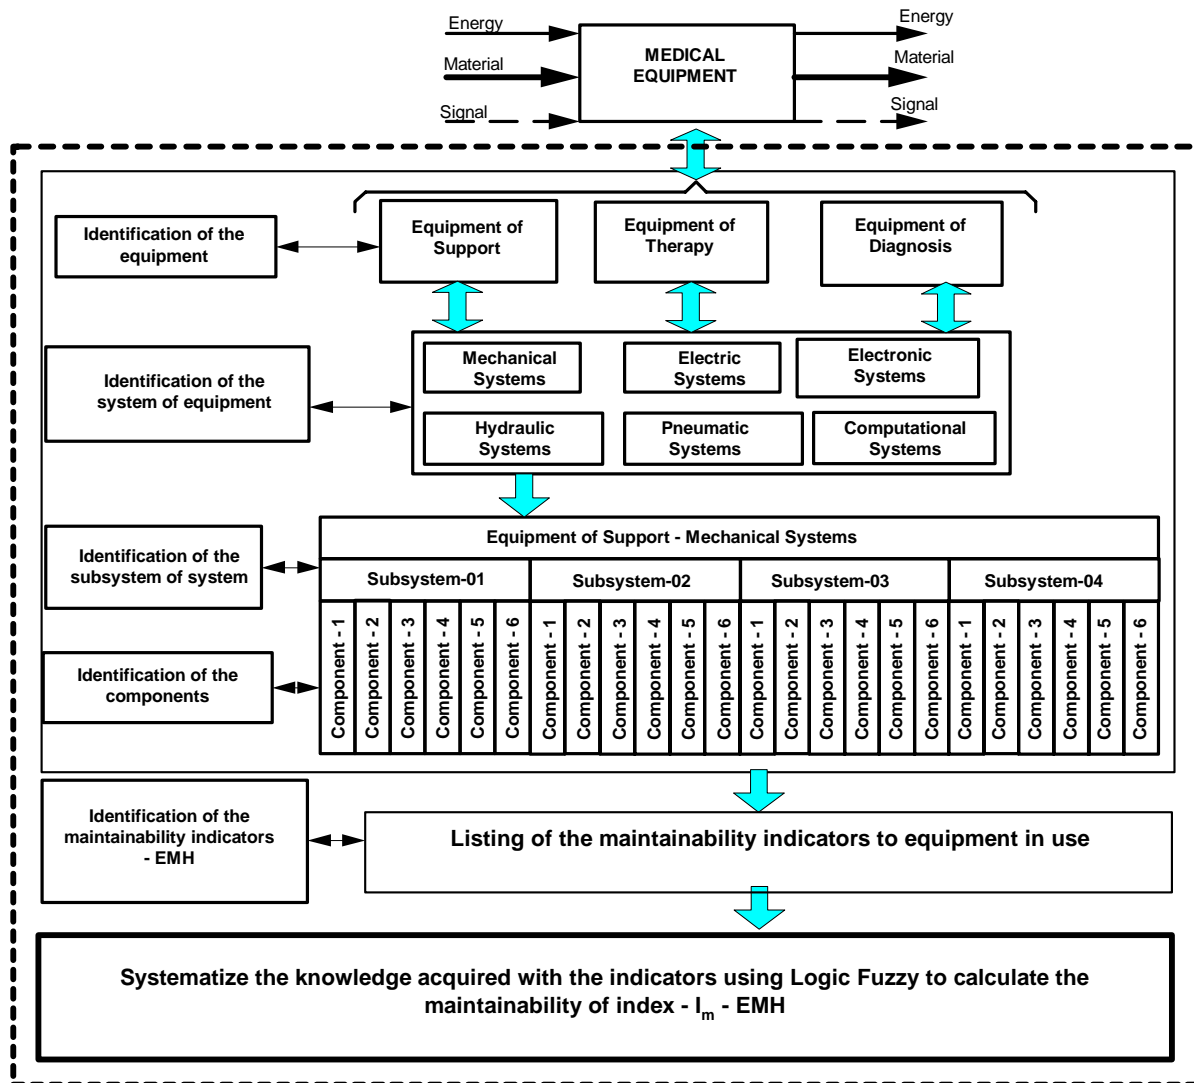 Energy
Material
Signal
MEDICAL
EQUIPMENT
Energy
Material
Signal
Identification of the
equipment
Equipment of
Support
Equipment of
Therapy
Equipment of
Diagnosis
Identification of the
system of equipment
Mechanical
Systems
Electric
Systems
Electronic
Systems
Hydraulic
Systems
Pneumatic
Systems
Computational
Systems
Identification of the
subsystem of system
Equipment of Support - Mechanical Systems
Subsystem-01
Subsystem-02
Subsystem-03
Subsystem-04
Identification of the
components
Component - 1
Component - 2
Component - 3
Component - 4
Component - 5
Component - 6
Component - 1
Component - 2
Component - 3
Component - 4
Component - 5
Component - 6
Component - 1
Component - 2
Component - 3
Component - 4
Component - 5
Component - 6
Component - 1
Component - 2
Component - 3
Component - 4
Component - 5
Component - 6
Identification of the
maintainability indicators
- EMH
Listing of the maintainability indicators to equipment in use
Systematize the knowledge acquired with the indicators using Logic Fuzzy to calculate the
maintainability of index - Im - EMH